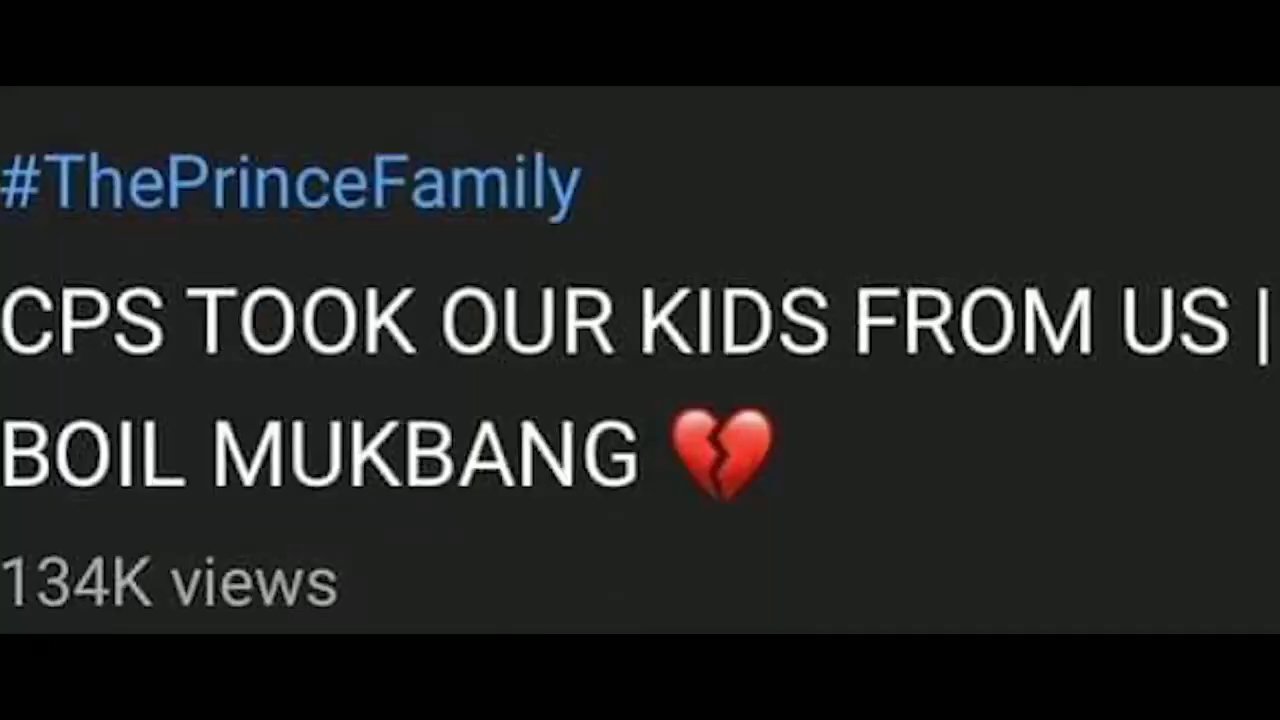 #ThePrinceFamily
CPS TOOK OUR KIDS FROM US |
BOIL MUKBANG 💔
134K views